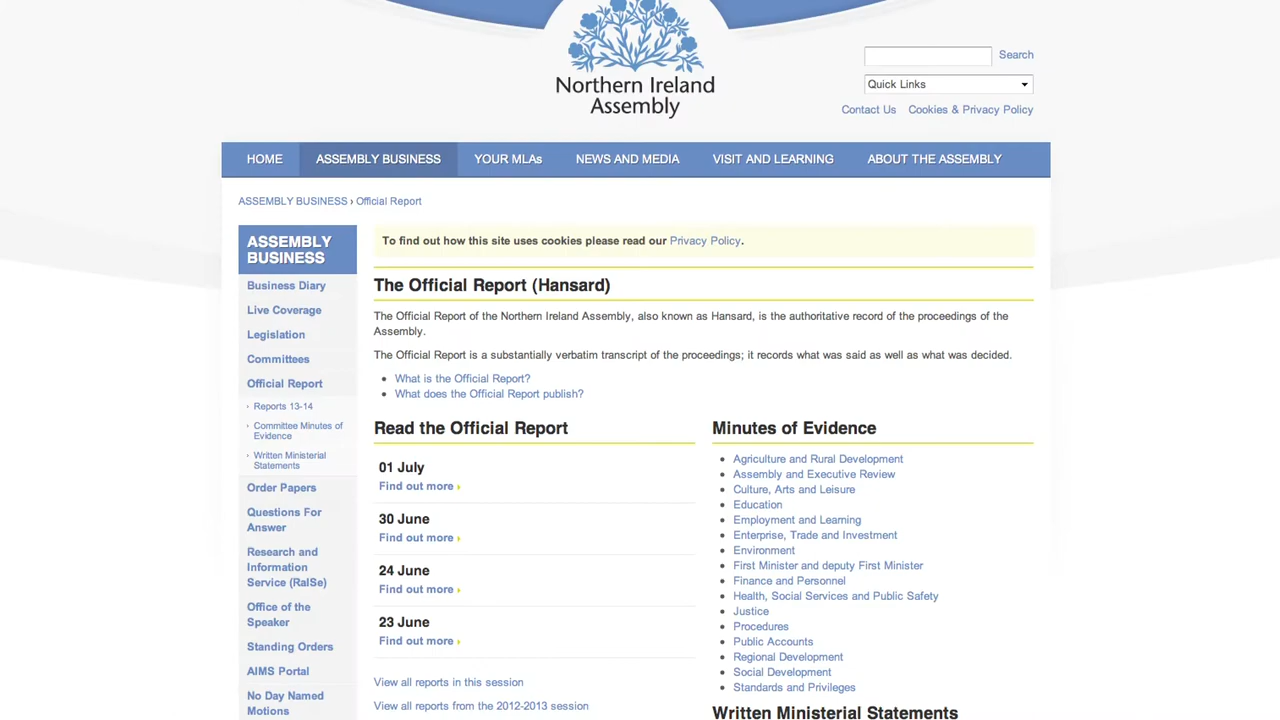 Northern Ireland
Assembly
Search
Quick Links
Contact Us Cookies & Privacy Policy
HOME ASSEMBLY BUSINESS YOUR MLAs NEWS AND MEDIA VISIT AND LEARNING ABOUT THE ASSEMBLY
ASSEMBLY BUSINESS › Official Report
ASSEMBLY
BUSINESS
Business Diary
Live Coverage
Legislation
Committees
Official Report
Reports 13-14
Committee Minutes of
Evidence
Written Ministerial
Statements
Order Papers
Questions For
Answer
Research and
Information
Service (RaISe)
Office of the
Speaker
Standing Orders
AIMS Portal
No Day Named
Motions
To find out how this site uses cookies please read our Privacy Policy.
The Official Report (Hansard)
The Official Report of the Northern Ireland Assembly, also known as Hansard, is the authoritative record of the proceedings of the
Assembly.
The Official Report is a substantially verbatim transcript of the proceedings; it records what was said as well as what was decided.
What is the Official Report?
What does the Official Report publish?
Read the Official Report
01 July
Find out more
30 June
Find out more
24 June
Find out more
23 June
Find out more
View all reports in this session
View all reports from the 2012-2013 session
Minutes of Evidence
Agriculture and Rural Development
Assembly and Executive Review
Culture, Arts and Leisure
Education
Employment and Learning
Enterprise, Trade and Investment
Environment
First Minister and deputy First Minister
Finance and Personnel
Health, Social Services and Public Safety
Justice
Procedures
Public Accounts
Regional Development
Social Development
Standards and Privileges
Written Ministerial Statements